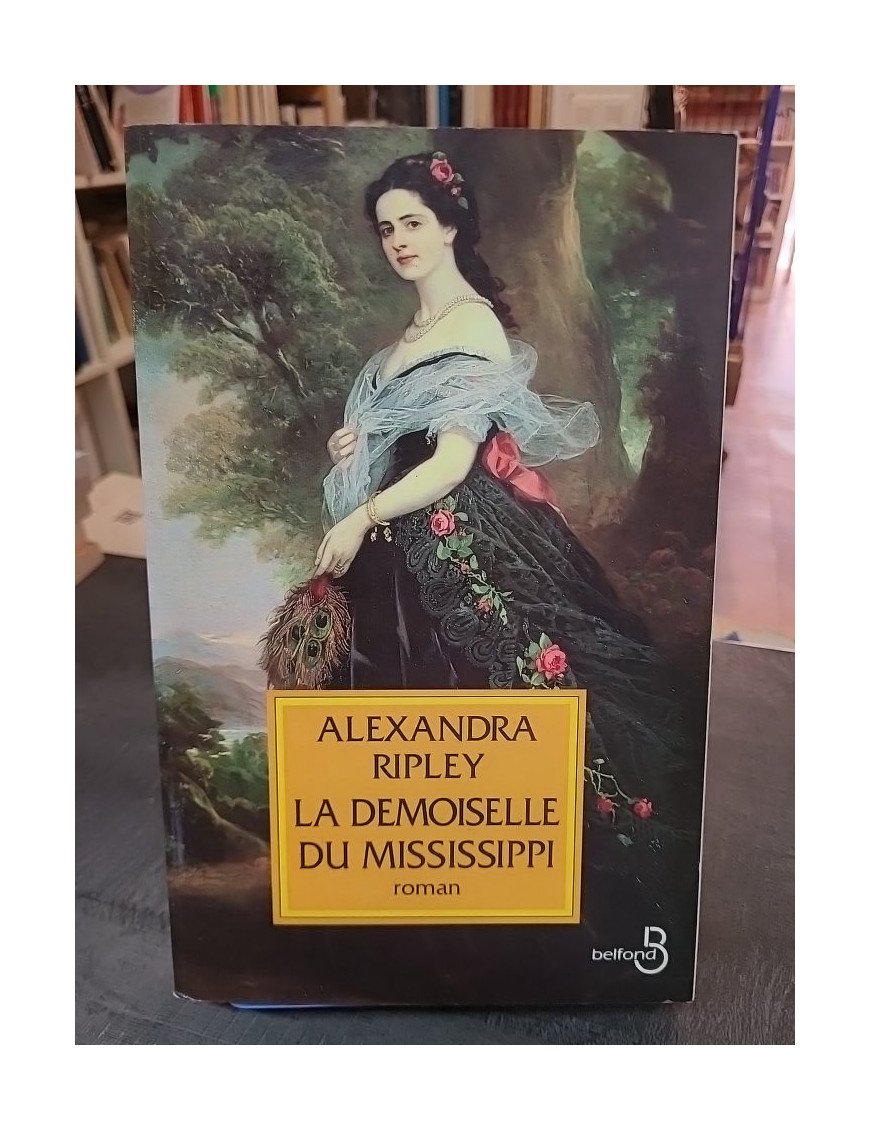 ALEXANDRA
RIPLEY
LA DEMOISELLE
DU MISSISSIPPI
roman
belfond